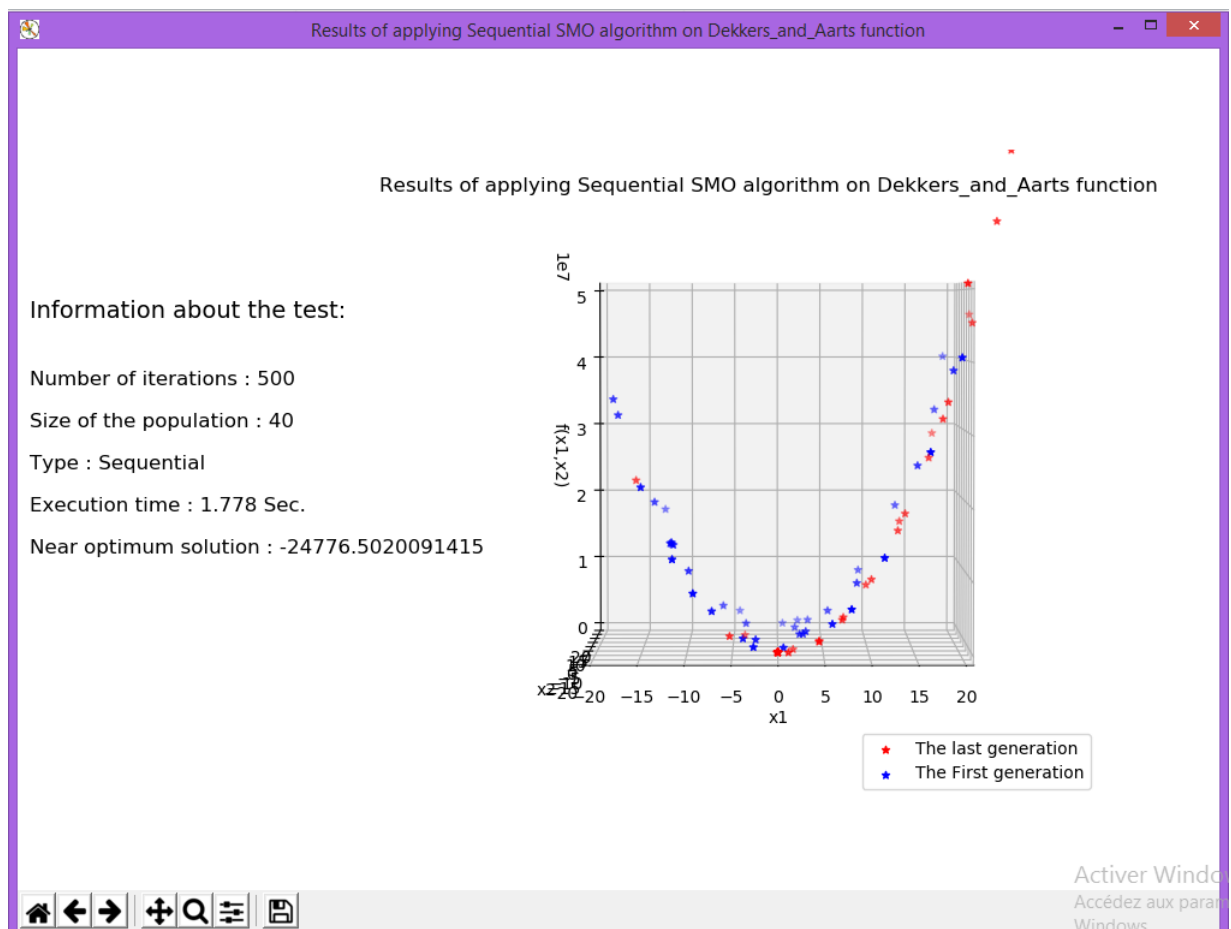 Results of applying Sequential SMO algorithm on Dekkers_and_Aarts function
Results of applying Sequential SMO algorithm on Dekkers_and_Aarts function
Information about the test:
Number of iterations : 500
Size of the population : 40
Type : Sequential
Execution time : 1.778 Sec.
Near optimum solution : -24776.5020091415
1e7
5
4
3
2
1
0
f(x1,x2)
-20 −15 −10 −5 0 5 10 15 20
x1
The last generation
The First generation
Activer Windo
Accédez aux param
Windows